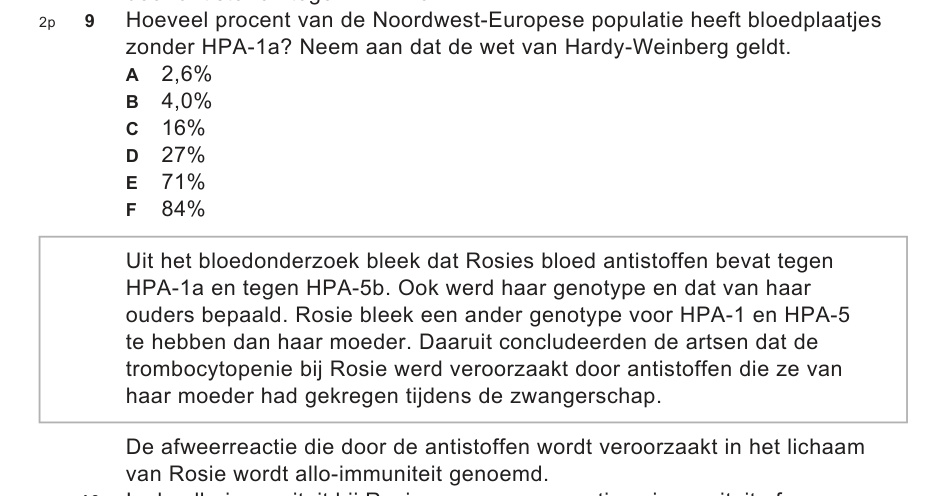 2p 9 Hoeveel procent van de Noordwest-Europese populatie heeft bloedplaatjes
zonder HPA-1a? Neem aan dat de wet van Hardy-Weinberg geldt.
A 2,6%
B 4,0%
C 16%
D 27%
E 71%
F 84%
Uit het bloedonderzoek bleek dat Rosies bloed antistoffen bevat tegen
HPA-1a en tegen HPA-5b. Ook werd haar genotype en dat van haar
ouders bepaald. Rosie bleek een ander genotype voor HPA-1 en HPA-5
te hebben dan haar moeder. Daaruit concludeerden de artsen dat de
trombocytopenie bij Rosie werd veroorzaakt door antistoffen die ze van
haar moeder had gekregen tijdens de zwangerschap.
De afweerreactie die door de antistoffen wordt veroorzaakt in het lichaam
van Rosie wordt allo-immuniteit genoemd.